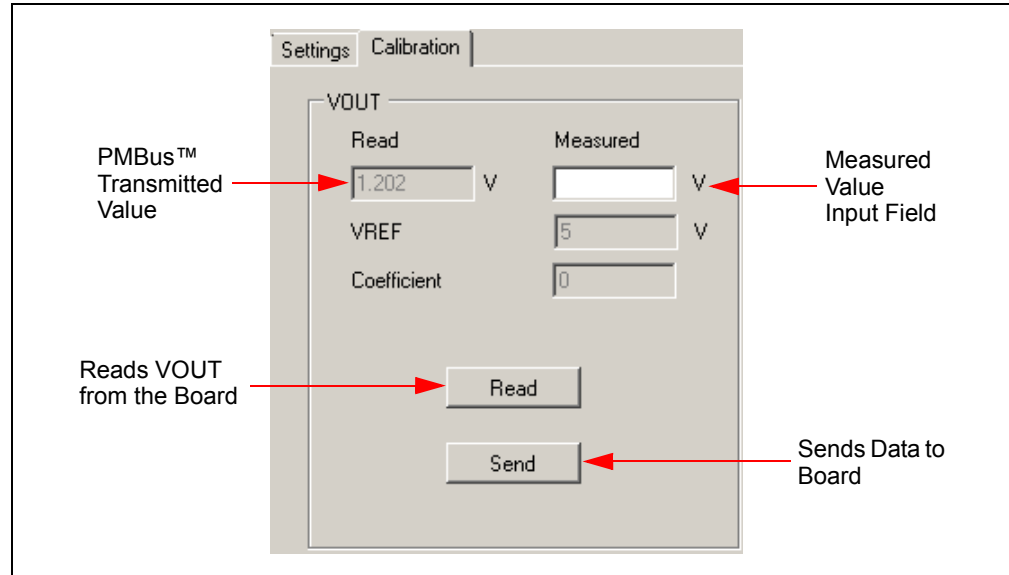 Settings Calibration
VOUT
Read Measured
PMBus™
Transmitted
Value
1.202 V
V
Measured
Value
Input Field
VREF 5 V
Coefficient 0
Reads VOUT
from the Board
Read
Send
Sends Data to
Board